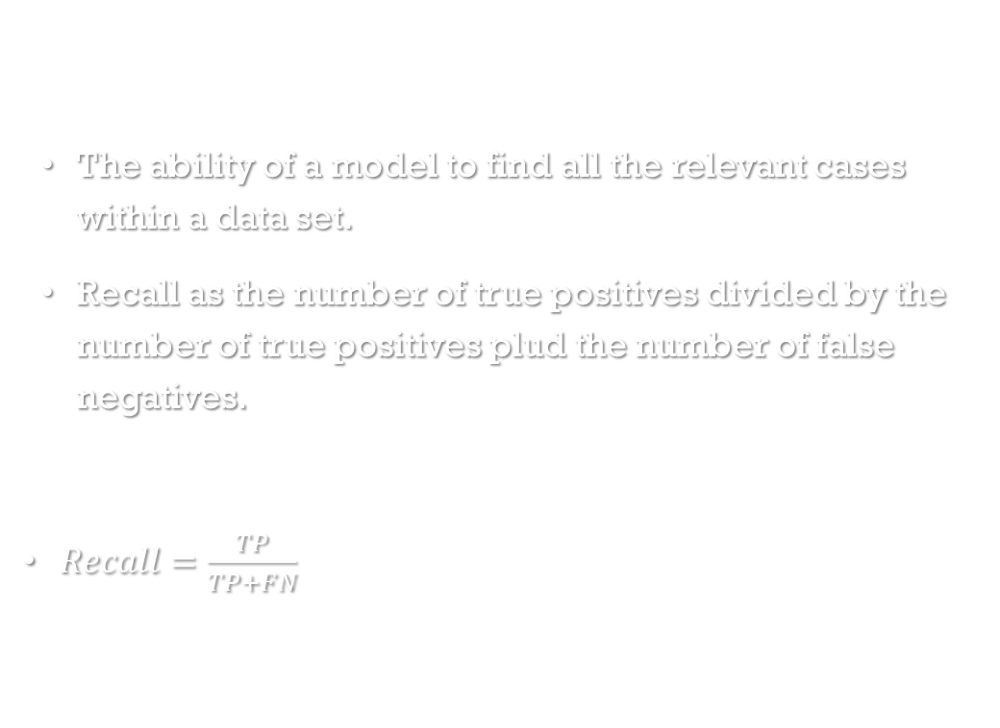 • The ability of a model to find all the relevant cases
within a data set.
• Recall as the number of true positives divided by the
number of true positives plud the number of false
negatives.
• Recall = TP / TP+FN